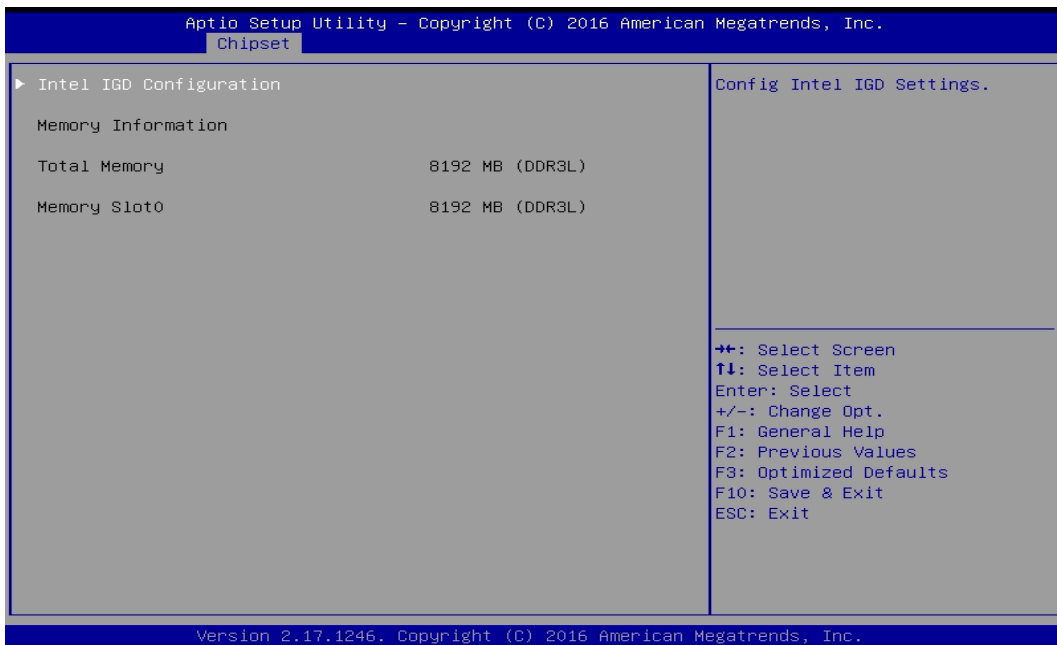 Aptio Setup Utility – Copyright (C) 2016 American Megatrends, Inc.
Chipset
► Intel IGD Configuration
Memory Information
Total Memory 8192 MB (DDR3L)
Memory Slot0 8192 MB (DDR3L)
Config Intel IGD Settings.
→←: Select Screen
↑↓: Select Item
Enter: Select
+/-: Change Opt.
F1: General Help
F2: Previous Values
F3: Optimized Defaults
F10: Save & Exit
ESC: Exit
Version 2.17.1246. Copyright (C) 2016 American Megatrends, Inc.